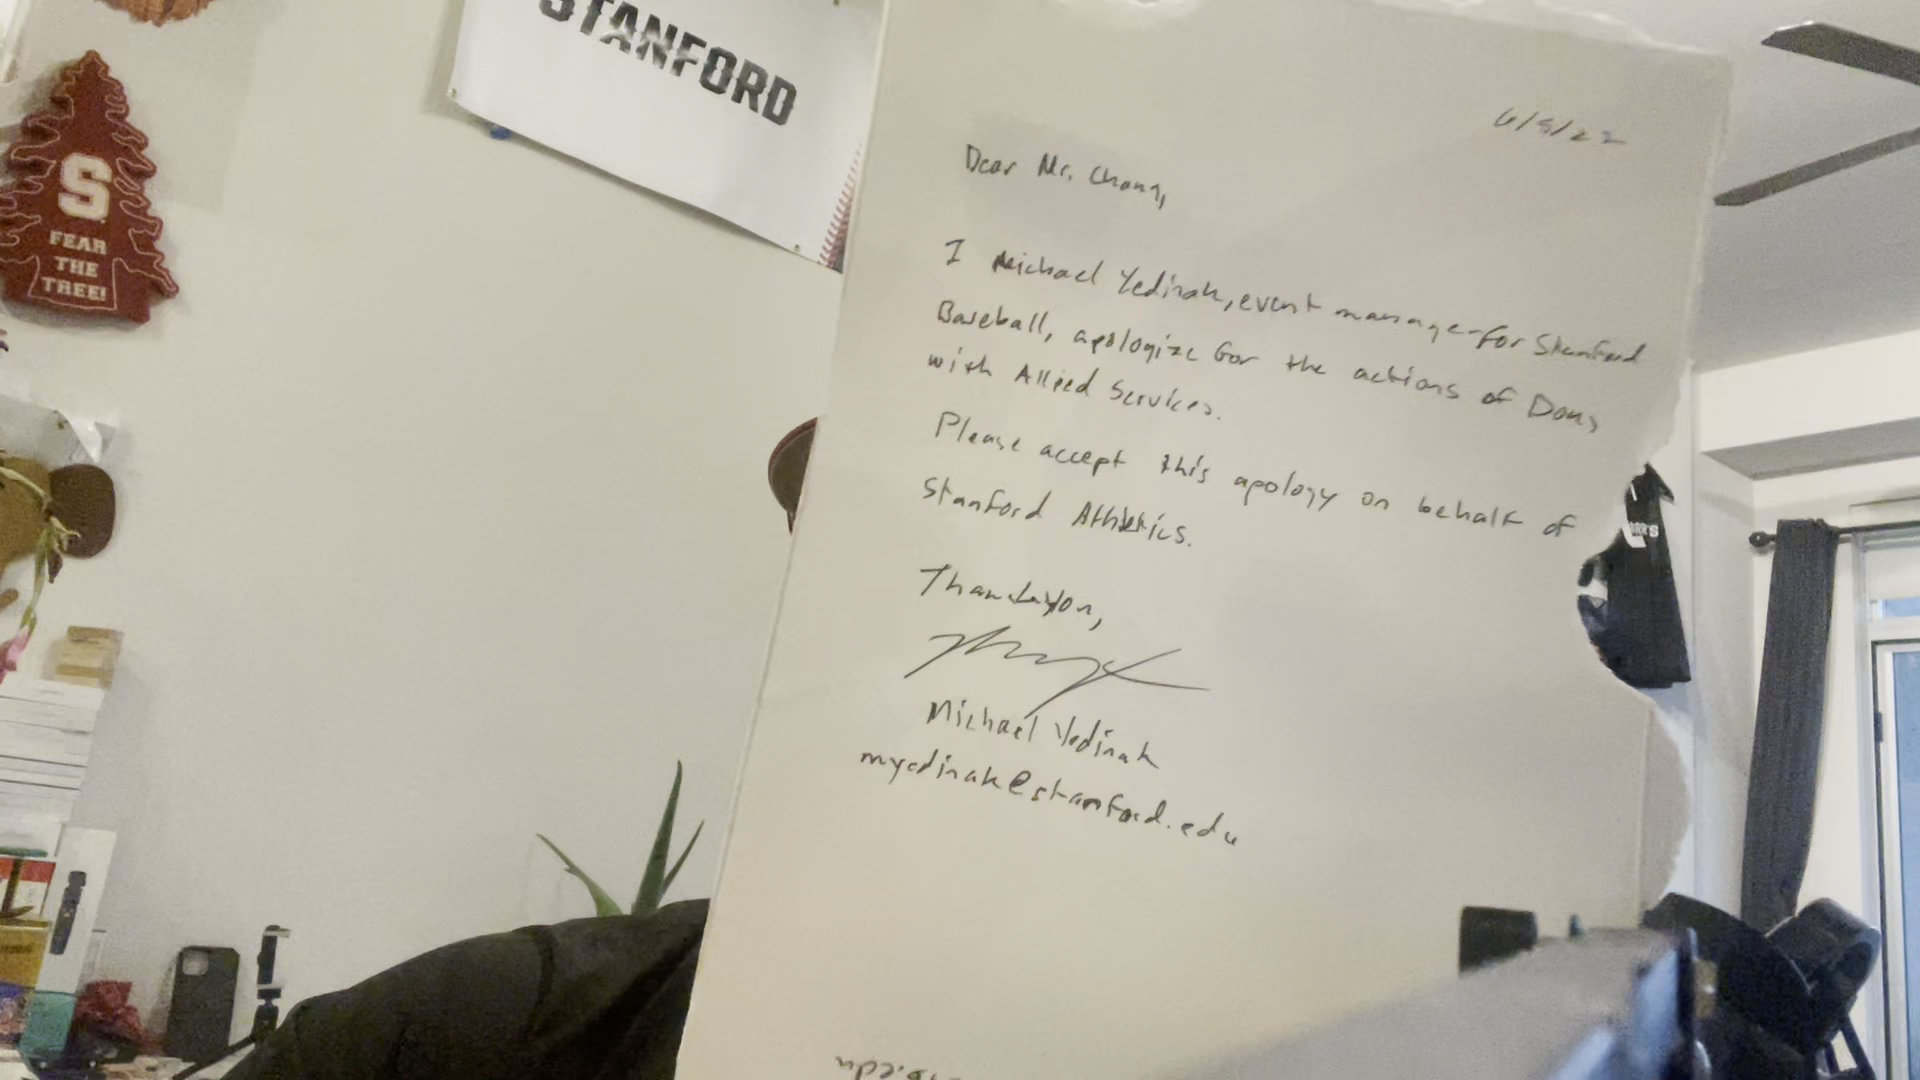 STANFORD
S
FEAR
THE
TREE!
6/5/22
Dear Mr. Chang,
I Michael Yedinak, event manager for Stanford
Baseball, apologize for the actions of Don,
with Allied Services.
Please accept this apology on behalf of
Stanford Athletics.
Thank you,
Michael Yedinak
myedinak@stanford.edu